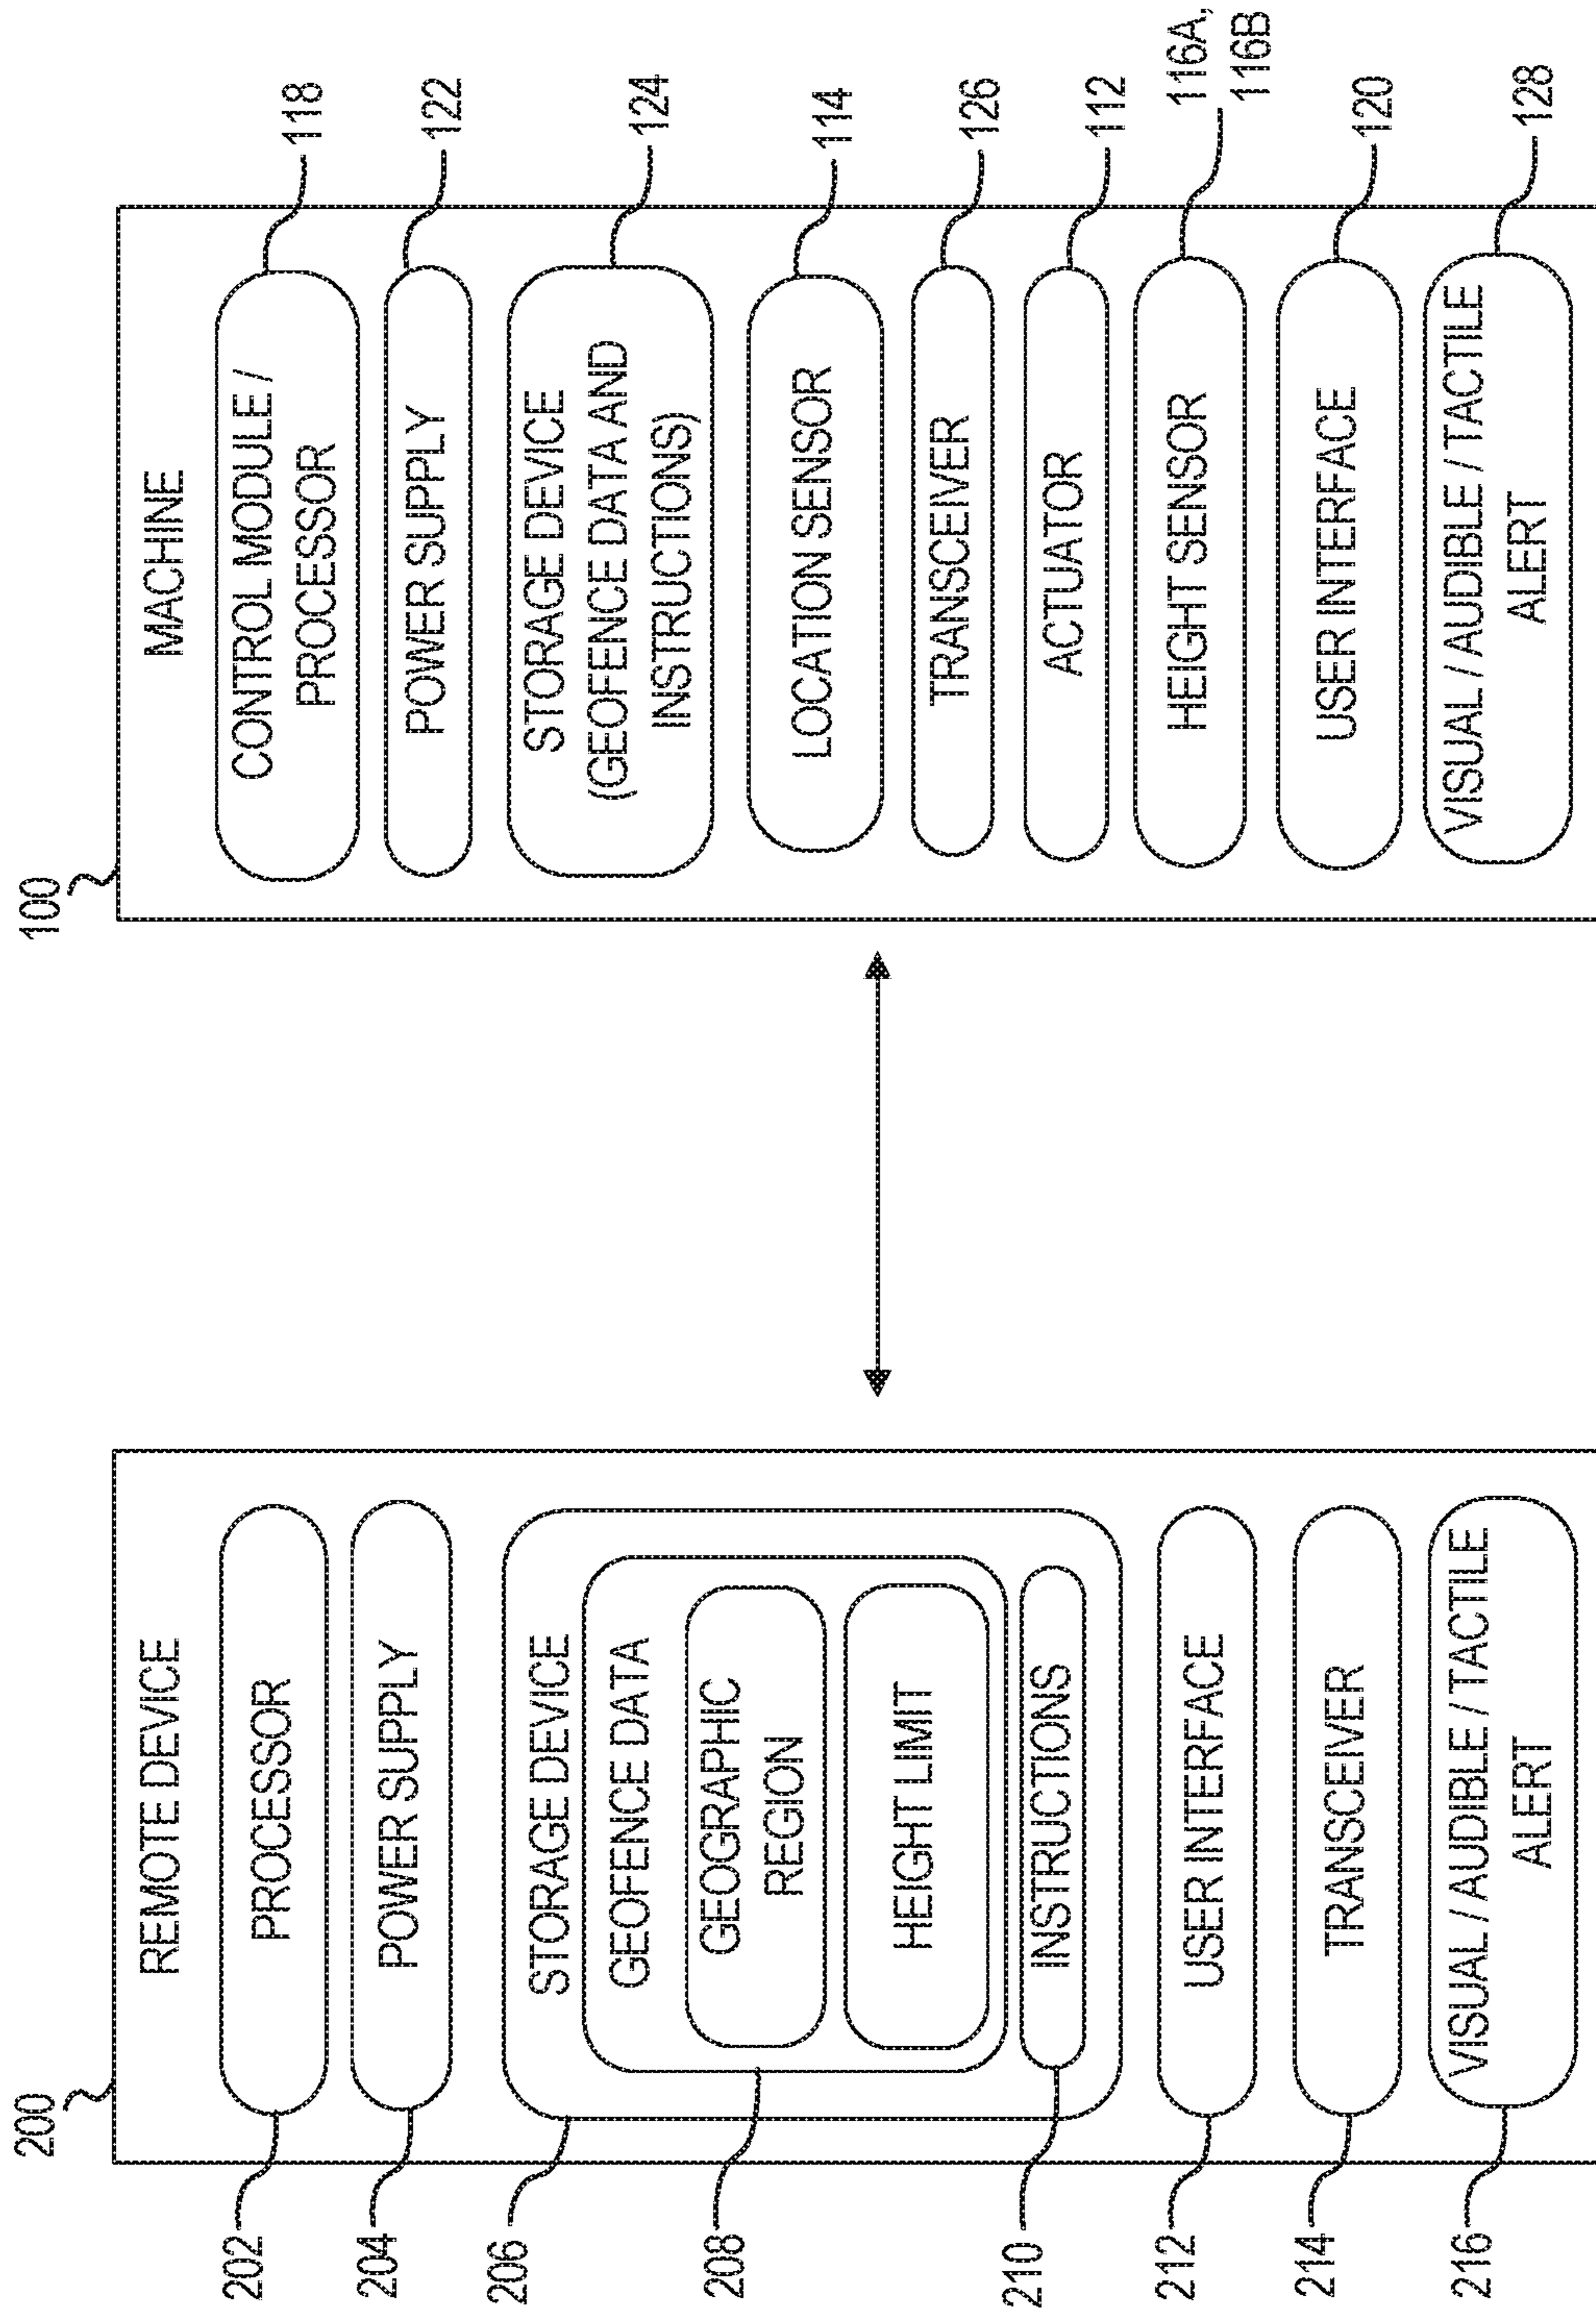 200
REMOTE DEVICE
202
PROCESSOR
204
POWER SUPPLY
206
STORAGE DEVICE
208
GEOFENCE DATA
GEOGRAPHIC
REGION
HEIGHT LIMIT
210
INSTRUCTIONS
212
USER INTERFACE
214
TRANSCEIVER
216
VISUAL / AUDIBLE / TACTILE
ALERT
100
MACHINE
CONTROL MODULE /
PROCESSOR
118
POWER SUPPLY
122
STORAGE DEVICE
(GEOFENCE DATA AND
INSTRUCTIONS)
124
LOCATION SENSOR
114
TRANSCEIVER
126
ACTUATOR
112
HEIGHT SENSOR
116A,
116B
USER INTERFACE
120
VISUAL / AUDIBLE / TACTILE
ALERT
128